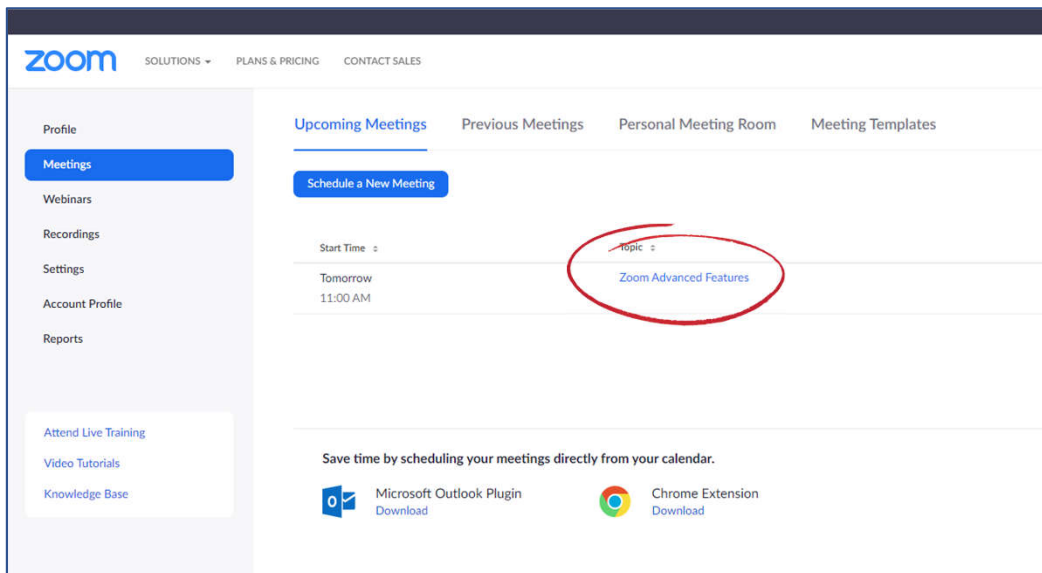 zoom SOLUTIONS PLANS & PRICING CONTACT SALES
Profile
Meetings
Webinars
Recordings
Settings
Account Profile
Reports
Attend Live Training
Video Tutorials
Knowledge Base
Upcoming Meetings Previous Meetings Personal Meeting Room Meeting Templates
Schedule a New Meeting
Start Time Topic
Tomorrow Zoom Advanced Features
11:00 AM
Save time by scheduling your meetings directly from your calendar.
Microsoft Outlook Plugin Chrome Extension
Download Download